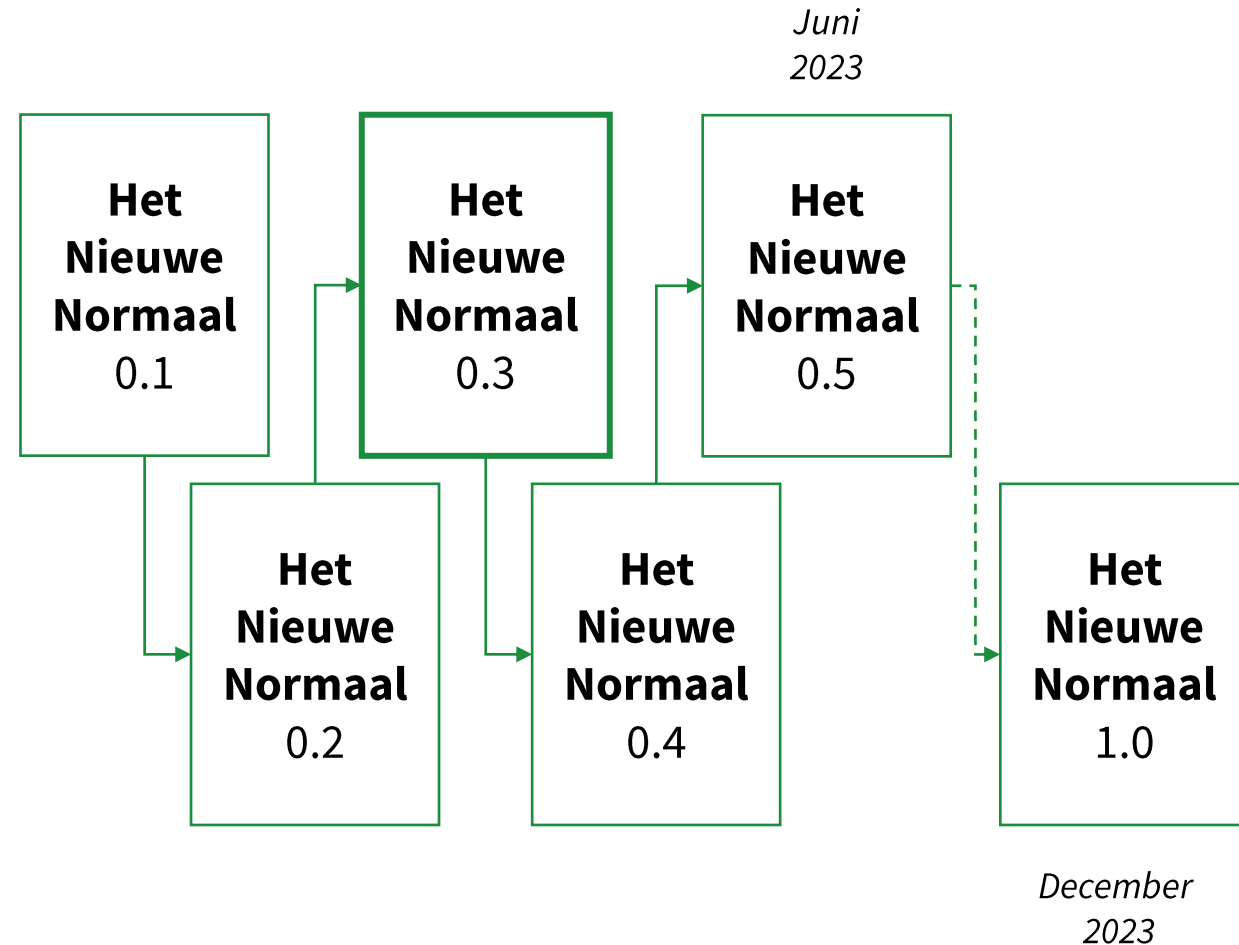 Juni
2023
Het
Nieuwe
Normaal
0.1
Het
Nieuwe
Normaal
0.3
Het
Nieuwe
Normaal
0.5
Het
Nieuwe
Normaal
0.2
Het
Nieuwe
Normaal
0.4
Het
Nieuwe
Normaal
1.0
December
2023